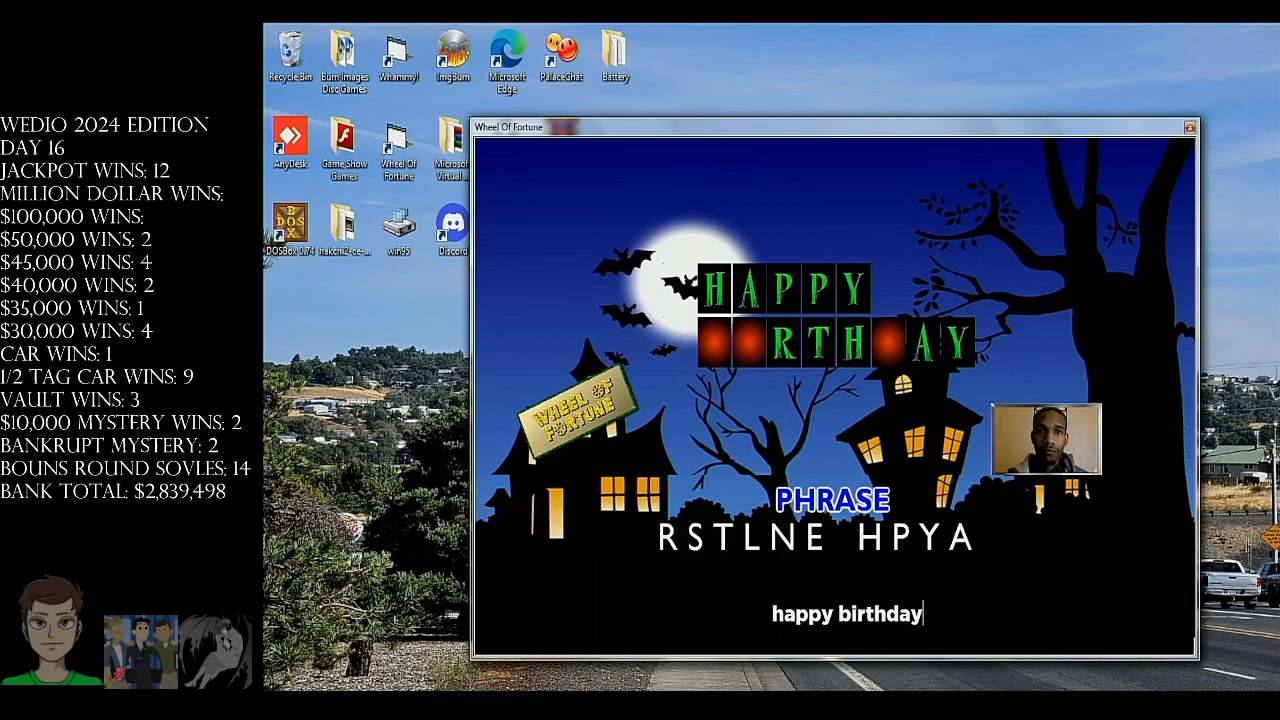 WEDIO 2024 EDITION
DAY 16
JACKPOT WINS: 12
MILLION DOLLAR WINS:
$100,000 WINS:
$50,000 WINS: 2
$45,000 WINS: 4
$40,000 WINS: 2
$35,000 WINS: 1
$30,000 WINS: 4
CAR WINS: 1
1/2 TAG CAR WINS: 9
VAULT WINS: 3
$10,000 MYSTERY WINS: 2
BANKRUPT MYSTERY: 2
BOUNS ROUND SOVLES: 14
BANK TOTAL: $2,839,498
Recycle Bin
BurnImages Disc Games
Whammy!
ImgBurn
Microsoft Edge
PalaceChat
Battery
AnyDesk
Game Show Games
Wheel Of Fortune
Microsoft Virtual...
DOSBox 0.74
hakchi2-ce-...
win95
Discord
Wheel Of Fortune
HAPPY
RTH AY
WHEEL OF
FORTUNE
PHRASE
RSTLNE HPYA
happy birthday